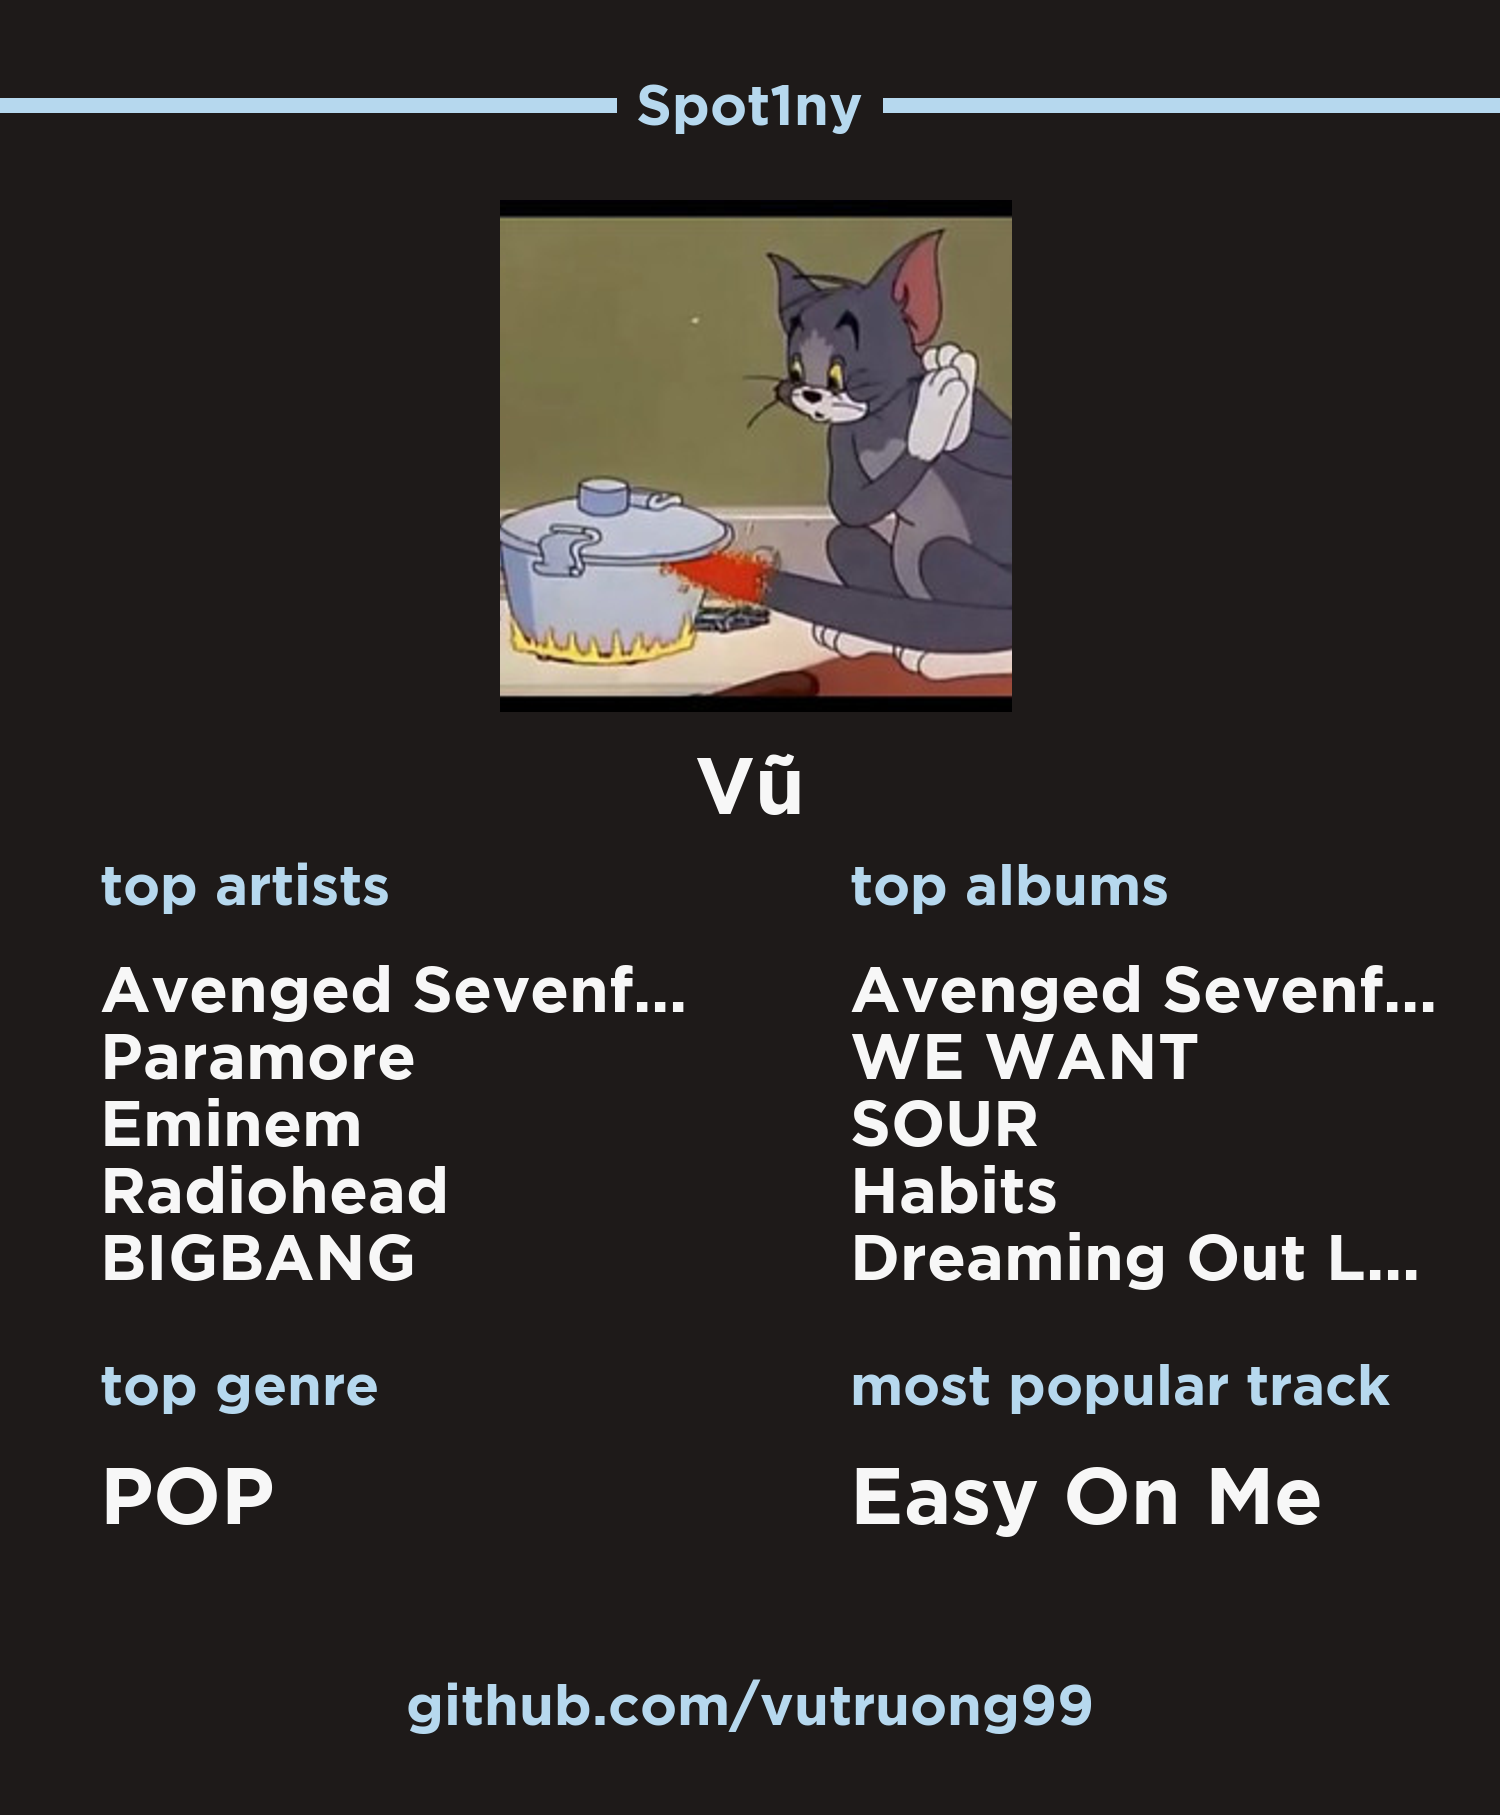 Spot1ny
Vũ
top artists
Avenged Sevenf...
Paramore
Eminem
Radiohead
BIGBANG
top albums
Avenged Sevenf...
WE WANT
SOUR
Habits
Dreaming Out L...
top genre
POP
most popular track
Easy On Me
github.com/vutruong99